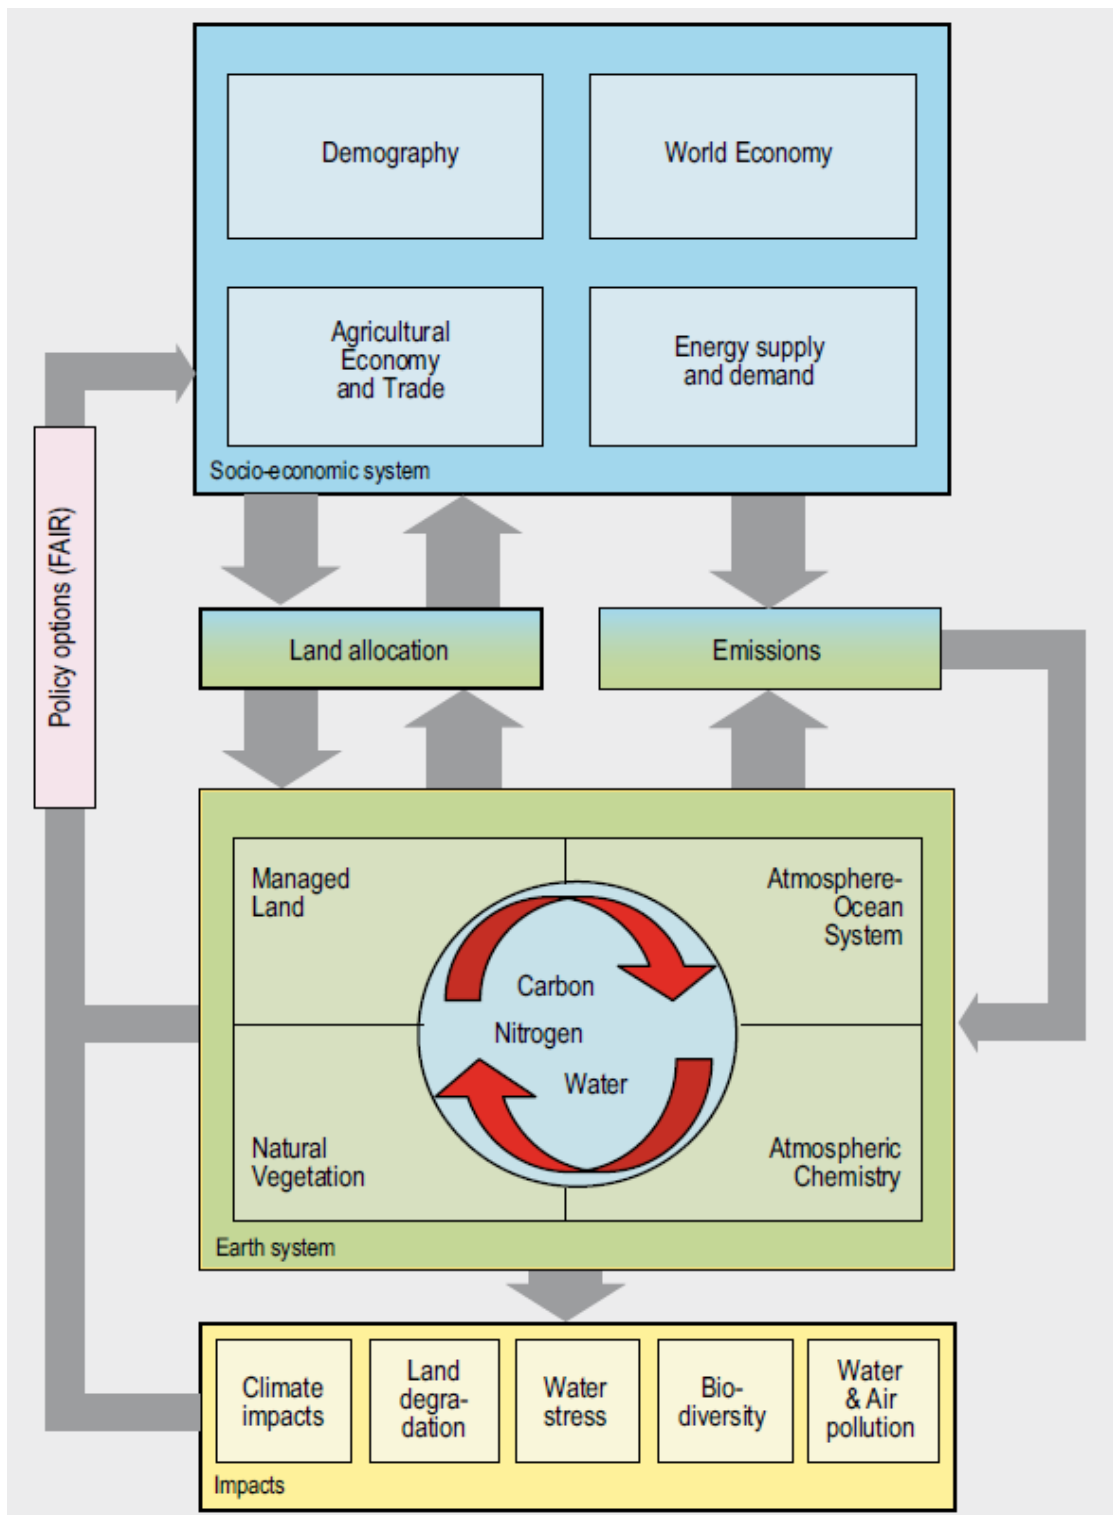 Demography
World Economy
Agricultural
Economy
and Trade
Energy supply
and demand
Socio-economic system
Policy options (FAIR)
Land allocation
Emissions
Managed
Land
Atmosphere-
Ocean
System
Carbon
Nitrogen
Water
Natural
Vegetation
Atmospheric
Chemistry
Earth system
Climate
impacts
Land
degra-
dation
Water
stress
Bio-
diversity
Water
& Air
pollution
Impacts